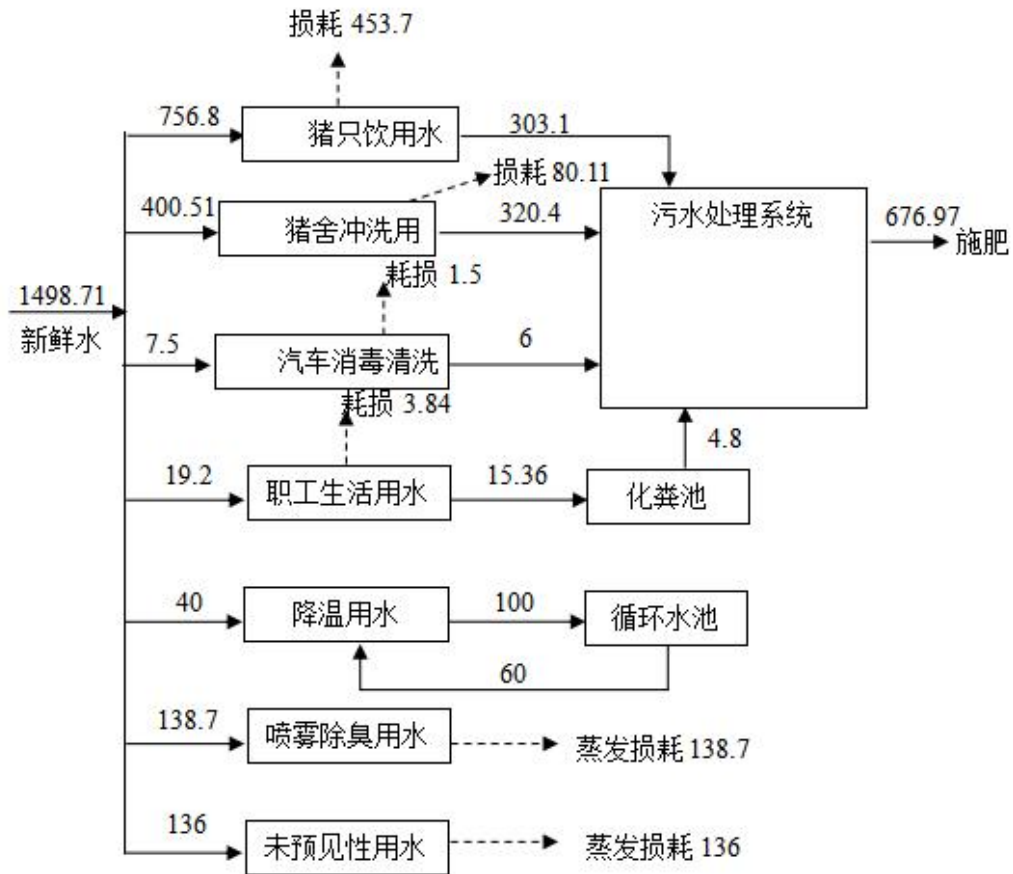 损耗 453.7
756.8
猪只饮用水
303.1
损耗 80.11
400.51
猪舍冲洗用
320.4
污水处理系统
676.97
施肥
耗损 1.5
1498.71
新鲜水
7.5
汽车消毒清洗
6
耗损 3.84
4.8
19.2
职工生活用水
15.36
化粪池
40
降温用水
100
循环水池
60
138.7
喷雾除臭用水
蒸发损耗 138.7
136
未预见性用水
蒸发损耗 136